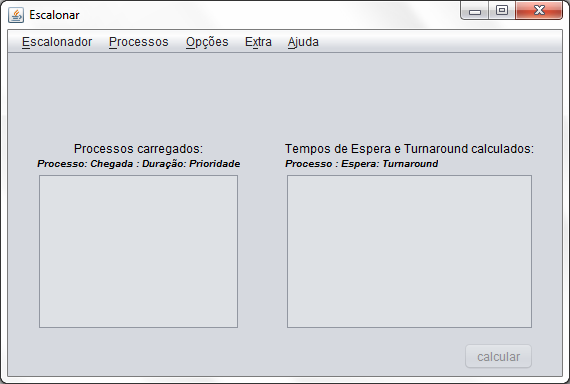 Escalonar
Escalonador Processos Opções Extra Ajuda
Processos carregados:
Processo: Chegada : Duração: Prioridade
Tempos de Espera e Turnaround calculados:
Processo : Espera: Turnaround
calcular